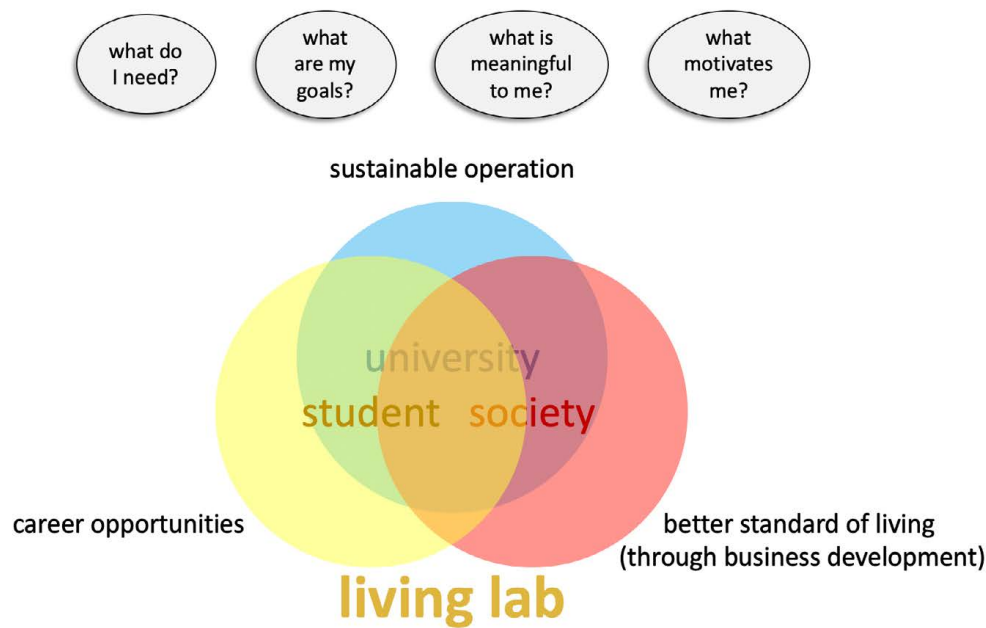 what do
I need?
what
are my
goals?
what is
meaningful
to me?
what
motivates
me?
sustainable operation
university
student
society
career opportunities
better standard of living
(through business development)
living lab